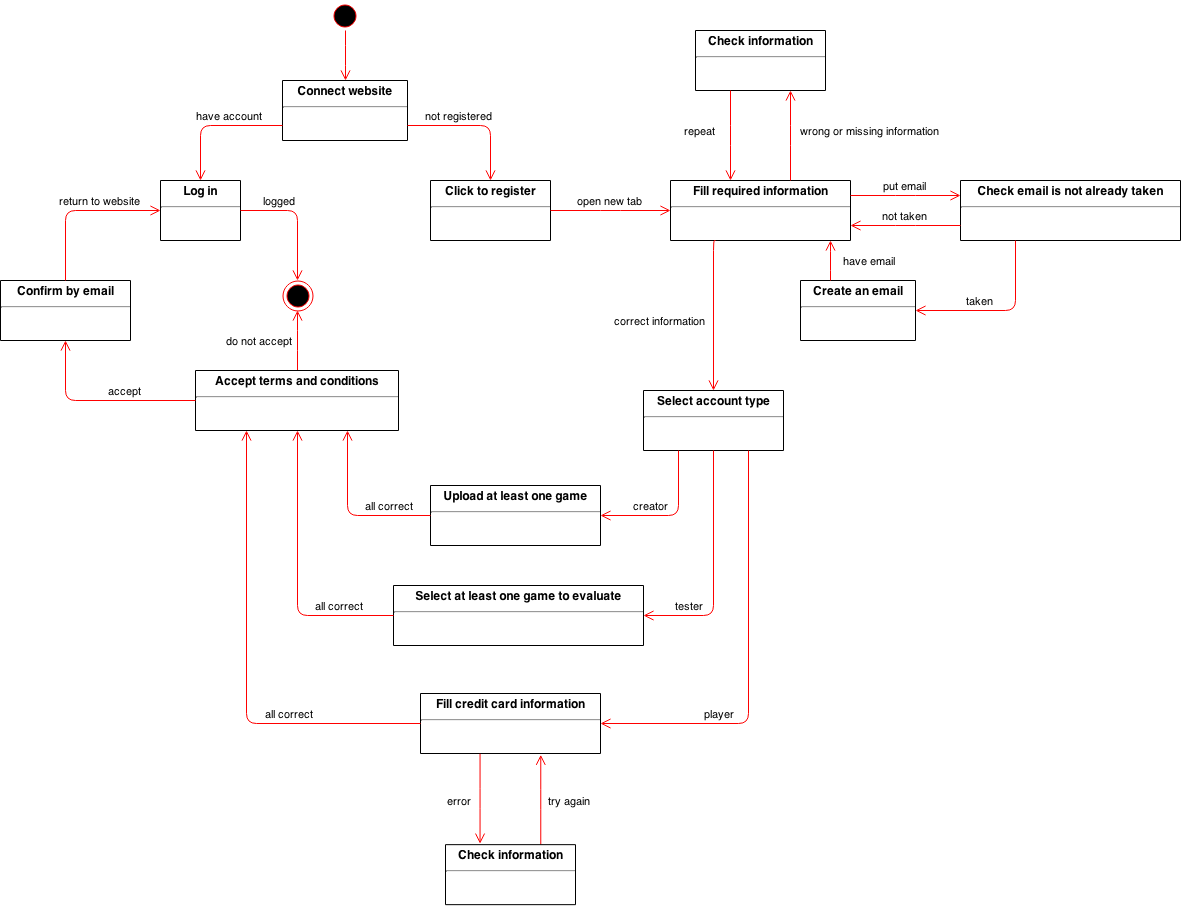 Check information
Connect website
have account
not registered
repeat
wrong or missing information
Log in
Click to register
Fill required information
Check email is not already taken
return to website
logged
open new tab
put email
not taken
have email
Confirm by email
Create an email
taken
correct information
do not accept
Accept terms and conditions
accept
Select account type
Upload at least one game
all correct
creator
Select at least one game to evaluate
all correct
tester
Fill credit card information
all correct
player
error
try again
Check information